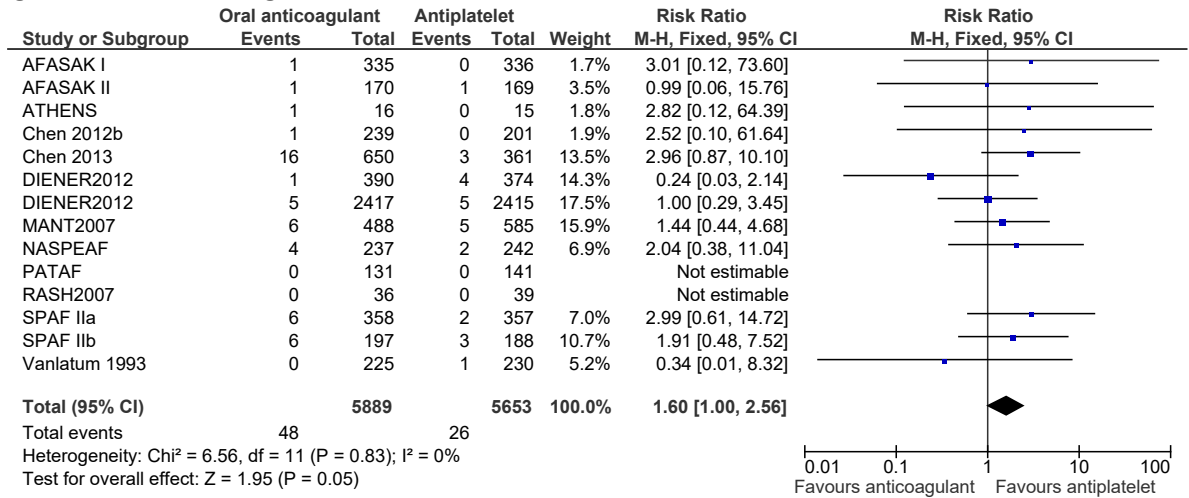 Oral anticoagulant Antiplatelet Risk Ratio Risk Ratio
Study or Subgroup Events Total Events Total Weight M-H, Fixed, 95% CI M-H, Fixed, 95% CI
AFASAK I 1 335 0 336 1.7% 3.01 [0.12, 73.60]
AFASAK II 1 170 1 169 3.5% 0.99 [0.06, 15.76]
ATHENS 1 16 0 15 1.8% 2.82 [0.12, 64.39]
Chen 2012b 1 239 0 201 1.9% 2.52 [0.10, 61.64]
Chen 2013 16 650 3 361 13.5% 2.96 [0.87, 10.10]
DIENER2012 1 390 4 374 14.3% 0.24 [0.03, 2.14]
DIENER2012 5 2417 5 2415 17.5% 1.00 [0.29, 3.45]
MANT2007 6 488 5 585 15.9% 1.44 [0.44, 4.68]
NASPEAF 4 237 2 242 6.9% 2.04 [0.38, 11.04]
PATAF 0 131 0 141 Not estimable
RASH2007 0 36 0 39 Not estimable
SPAF IIa 6 358 2 357 7.0% 2.99 [0.61, 14.72]
SPAF IIb 6 197 3 188 10.7% 1.91 [0.48, 7.52]
Vanlatum 1993 0 225 1 230 5.2% 0.34 [0.01, 8.32]
Total (95% CI) 5889 5653 100.0% 1.60 [1.00, 2.56]
Total events 48 26
Heterogeneity: Chi² = 6.56, df = 11 (P = 0.83); I² = 0%
Test for overall effect: Z = 1.95 (P = 0.05)
0.01 0.1 1 10 100
Favours anticoagulant Favours antiplatelet